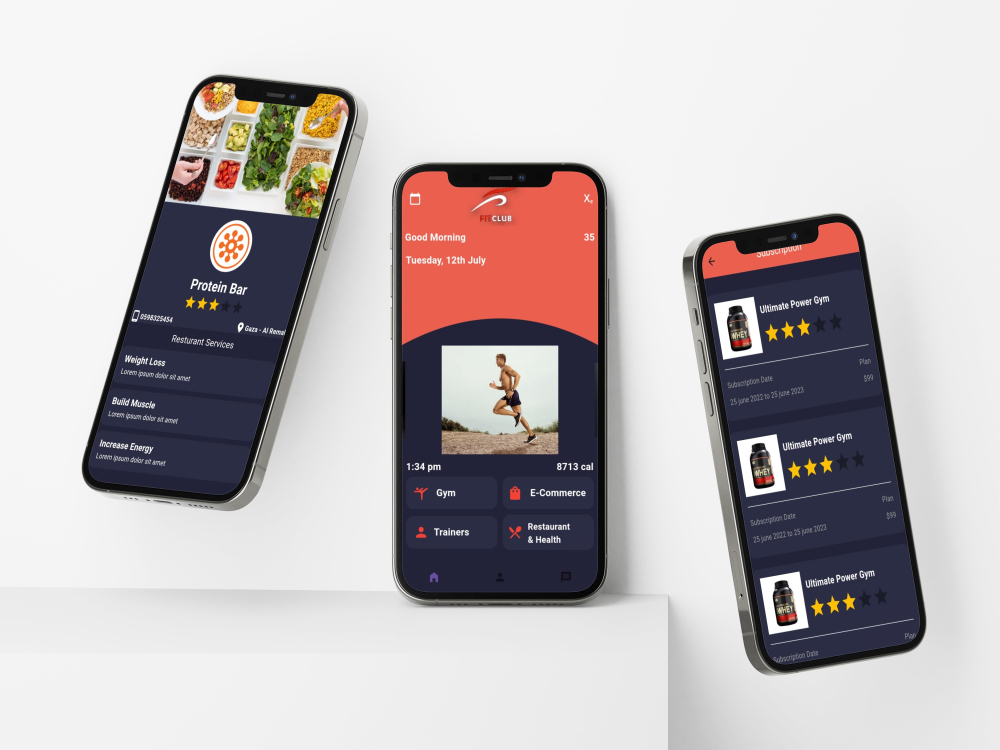 Protein Bar
0598325454
Gaza - Al Remal
Resturant Services
Weight Loss
Lorem ipsum dolor sit amet
Build Muscle
Lorem ipsum dolor sit amet
Increase Energy
Lorem ipsum dolor sit amet
FITCLUB
Good Morning
35
Tuesday, 12th July
1:34 pm
8713 cal
Gym
E-Commerce
Trainers
Restaurant
& Health
Subscription
Ultimate Power Gym
WHEY
Subscription Date
Plan
25 june 2022 to 25 june 2023
$99
Ultimate Power Gym
WHEY
Subscription Date
Plan
25 june 2022 to 25 june 2023
$99
Ultimate Power Gym
WHEY
Subscription Date
Plan